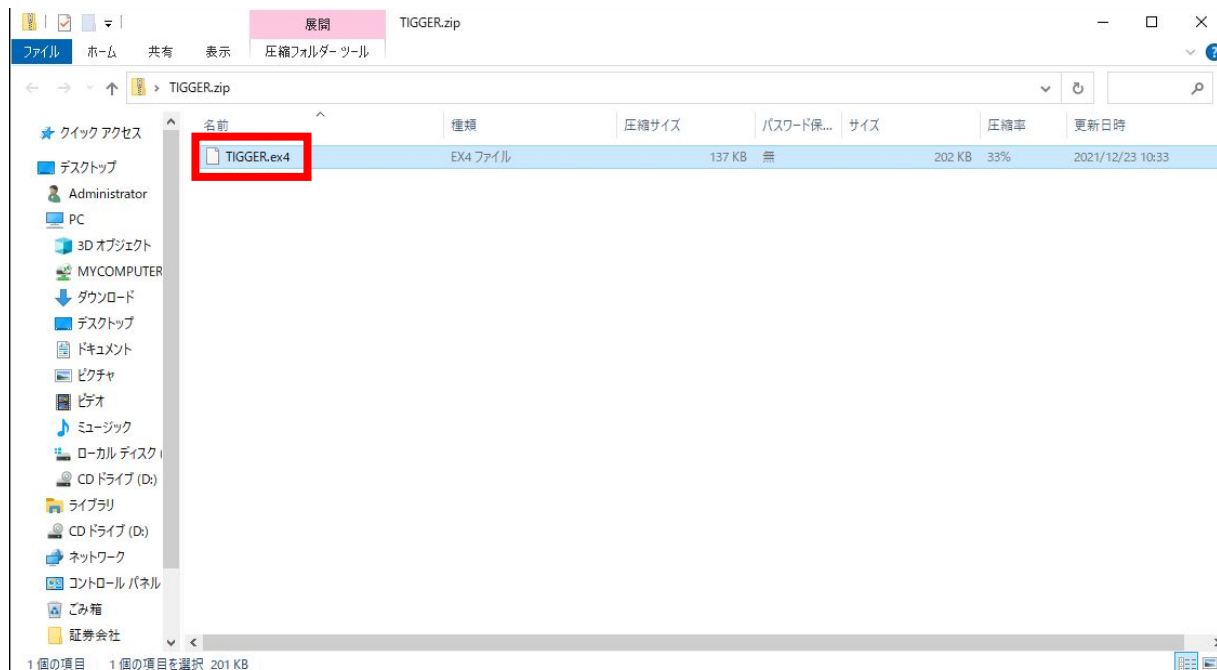 展開 TIGGER.zip
ファイル ホーム 共有 表示 圧縮フォルダー ツール
TIGGER.zip
クイック アクセス
デスクトップ
Administrator
PC
3D オブジェクト
MYCOMPUTER
ダウンロード
デスクトップ
ドキュメント
ピクチャ
ビデオ
ミュージック
ローカル ディスク (
CD ドライブ (D:)
ライブラリ
CD ドライブ (D:)
ネットワーク
コントロール パネル
ごみ箱
証券会社
名前 種類 圧縮サイズ パスワード保... サイズ 圧縮率 更新日時
TIGGER.ex4 EX4 ファイル 137 KB 無 202 KB 33% 2021/12/23 10:33
1 個の項目 1 個の項目を選択 201 KB